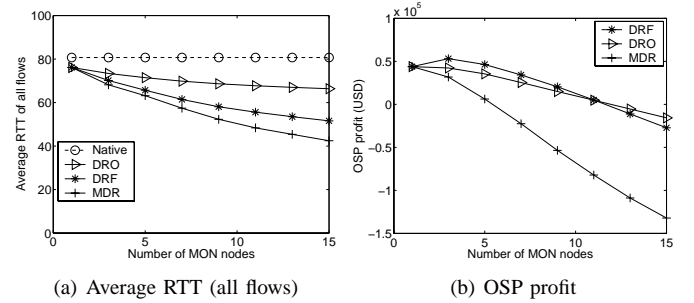 100
80
60
40
20
0
0
5
10
15
Average RTT of all flows
Number of MON nodes
Native
DRO
DRF
MDR
(a) Average RTT (all flows)
x 10^5
1
0.5
0
-0.5
-1
-1.5
0
5
10
15
OSP profit (USD)
Number of MON nodes
DRF
DRO
MDR
(b) OSP profit